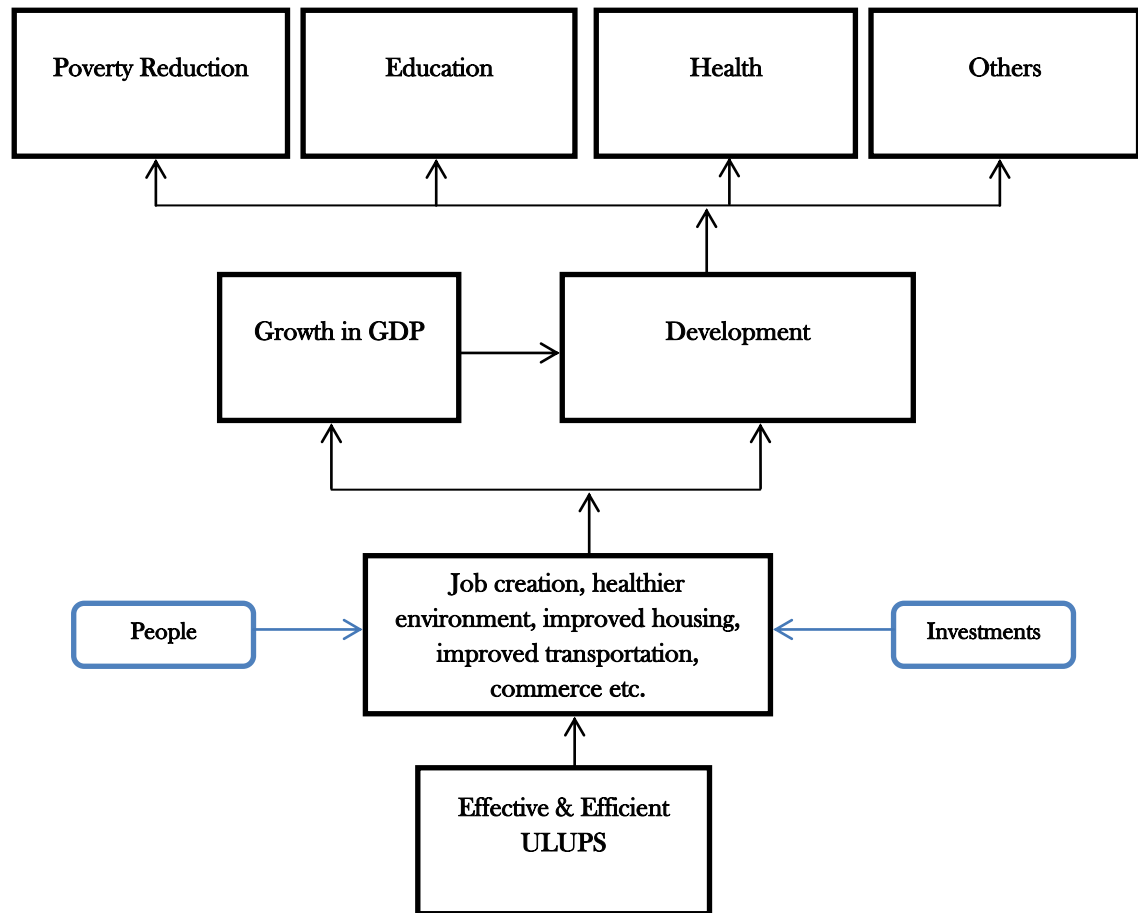 Poverty Reduction
Education
Health
Others
Growth in GDP
Development
Job creation, healthier
environment, improved housing,
improved transportation,
commerce etc.
People
Investments
Effective & Efficient
ULUPS